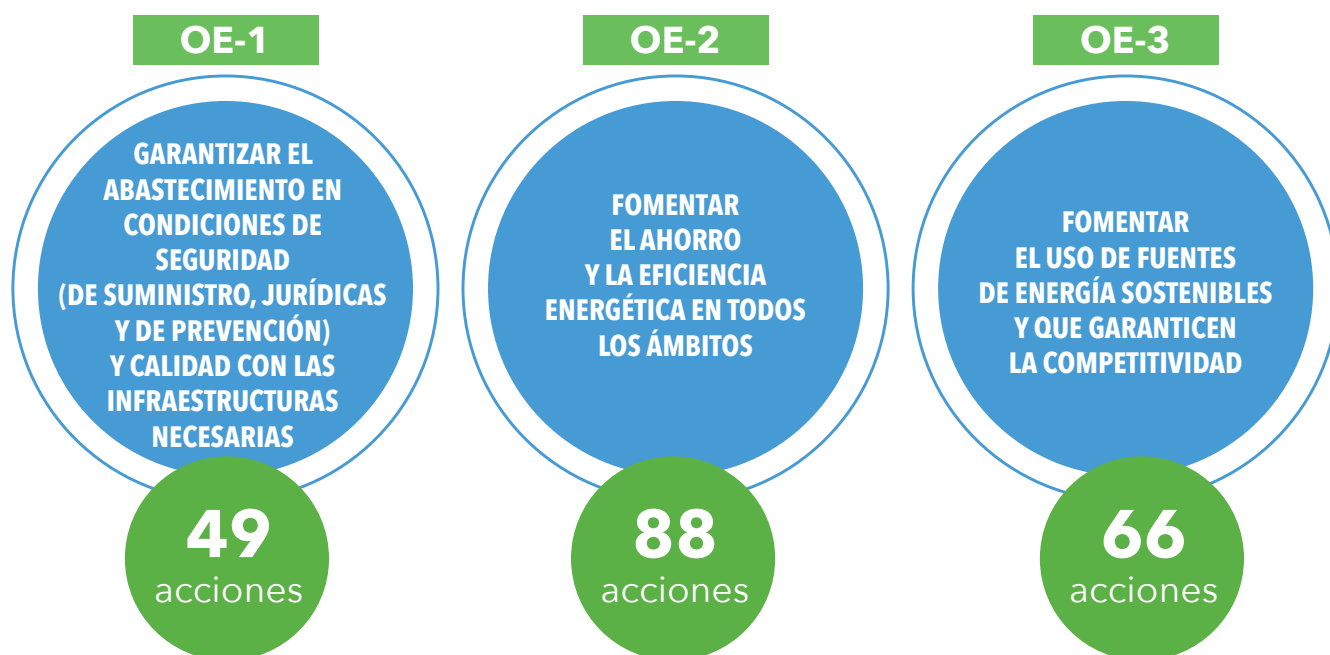 OE-1
GARANTIZAR EL
ABASTECIMIENTO EN
CONDICIONES DE
SEGURIDAD
(DE SUMINISTRO, JURÍDICAS
Y DE PREVENCIÓN)
Y CALIDAD CON LAS
INFRAESTRUCTURAS
NECESARIAS
49
acciones
OE-2
FOMENTAR
EL AHORRO
Y LA EFICIENCIA
ENERGÉTICA EN TODOS
LOS ÁMBITOS
88
acciones
OE-3
FOMENTAR
EL USO DE FUENTES
DE ENERGÍA SOSTENIBLES
Y QUE GARANTICEN
LA COMPETITIVIDAD
66
acciones